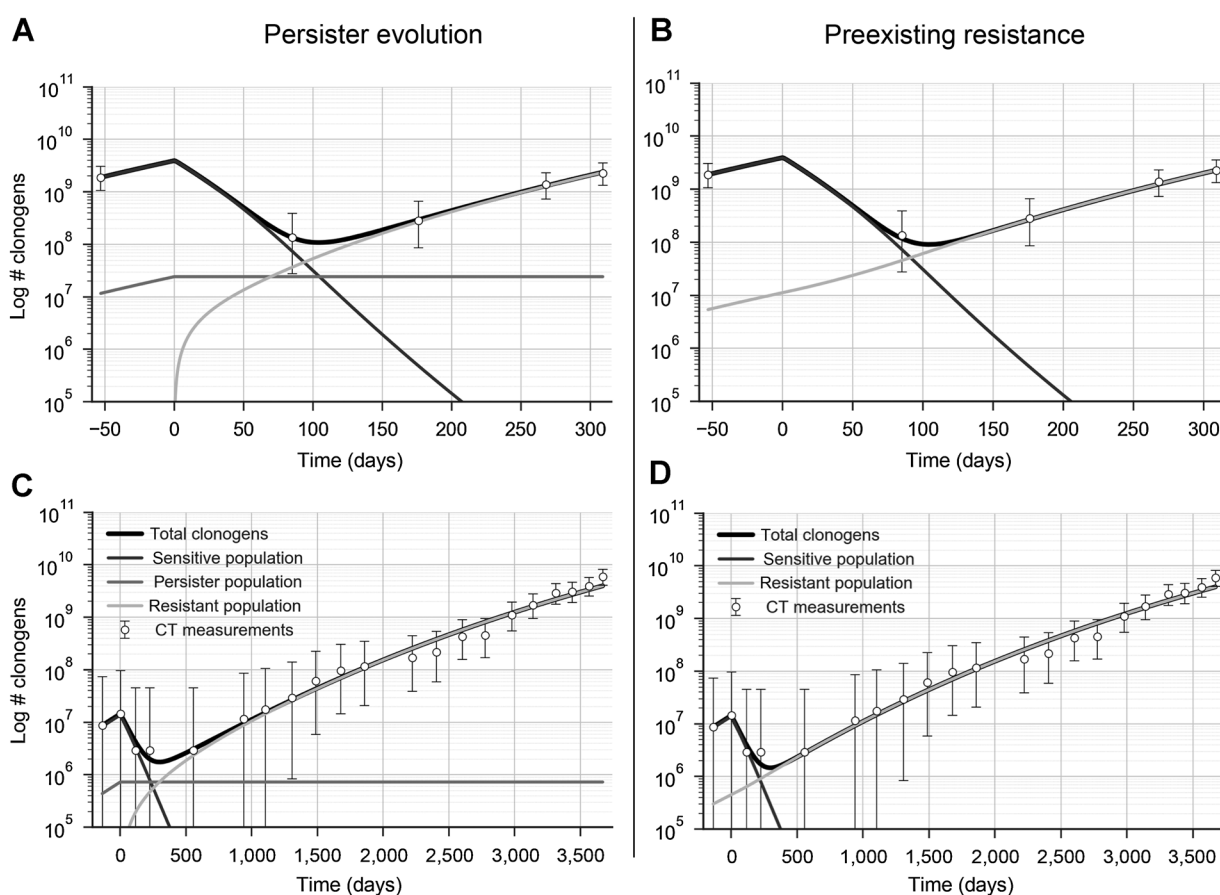 A
Persister evolution
B
Preexisting resistance
Log # clonogens
10^11
10^10
10^9
10^8
10^7
10^6
10^5
−50 0 50 100 150 200 250 300
Time (days)
10^11
10^10
10^9
10^8
10^7
10^6
10^5
−50 0 50 100 150 200 250 300
Time (days)
C
Log # clonogens
10^11
10^10
10^9
10^8
10^7
10^6
10^5
Total clonogens
Sensitive population
Persister population
Resistant population
CT measurements
0 500 1,000 1,500 2,000 2,500 3,000 3,500
Time (days)
D
10^11
10^10
10^9
10^8
10^7
10^6
10^5
Total clonogens
Sensitive population
Resistant population
CT measurements
0 500 1,000 1,500 2,000 2,500 3,000 3,500
Time (days)